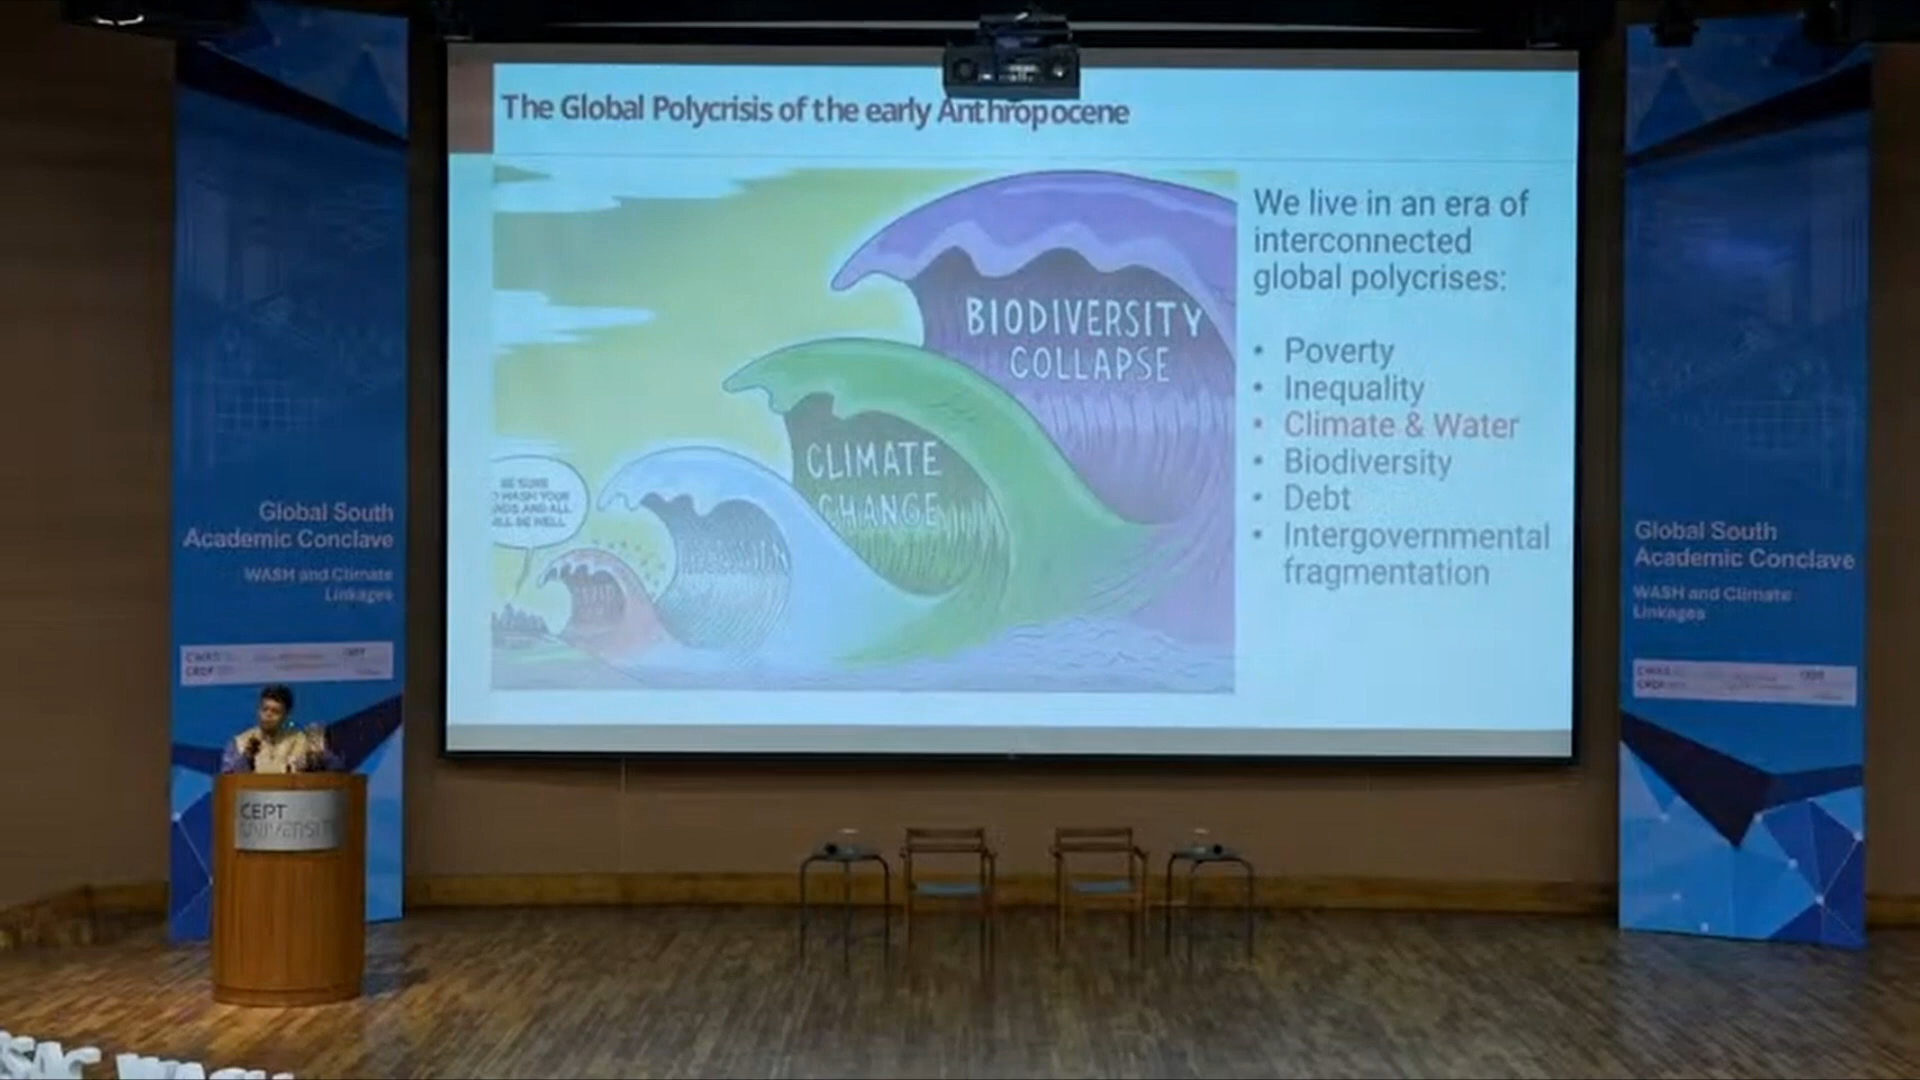 The Global Polycrisis of the early Anthropocene
We live in an era of
interconnected
global polycrises:
• Poverty
• Inequality
• Climate & Water
• Biodiversity
• Debt
• Intergovernmental
fragmentation
BIODIVERSITY
COLLAPSE
CLIMATE
CHANGE
BE SURE
WASH YOUR
AND ALL
BE WELL
Global South
Academic Conclave
WASH and Climate
Linkages
CEPT
UNIVERSITY
Global South
Academic Conclave
WASH and Climate
Linkages